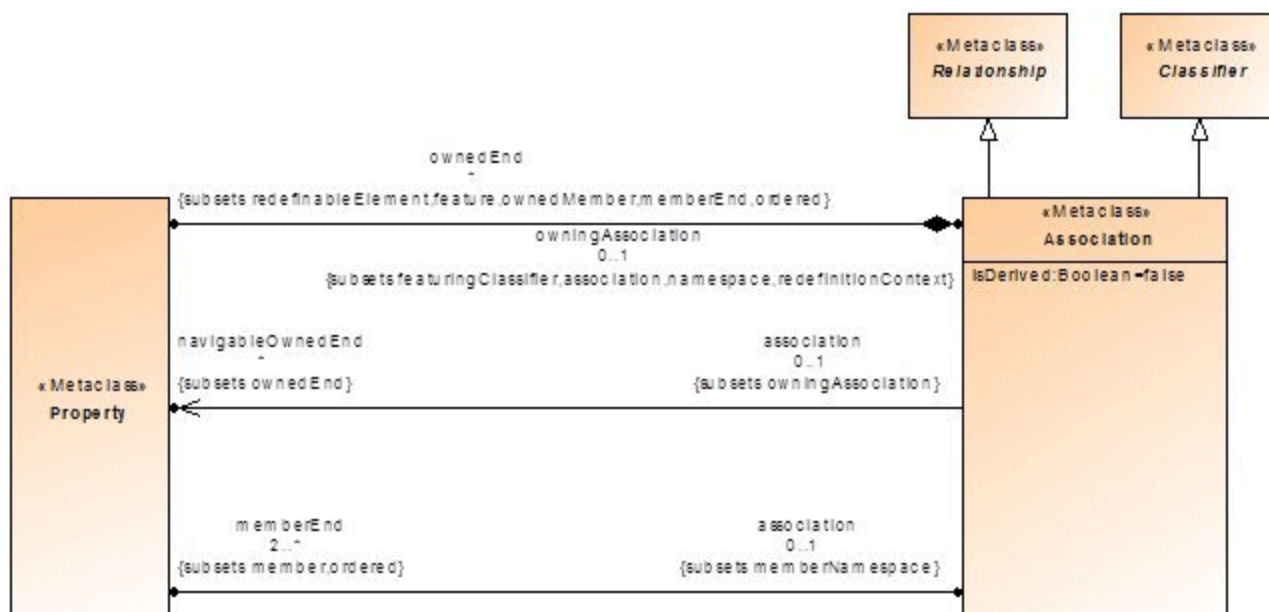 «Metaclass»
Relationship
«Metaclass»
Classifier
ownedEnd
*
{subsets redefinableElement,feature,ownedMember,memberEnd,ordered}
«Metaclass»
Association
owningAssociation
0..1
{subsets featuringClassifier,association,namespace,redefinitionContext}
isDerived:Boolean=false
navigableOwnedEnd
*
{subsets ownedEnd}
association
0..1
{subsets owningAssociation}
«Metaclass»
Property
memberEnd
2..*
{subsets member,ordered}
association
0..1
{subsets memberNamespace}